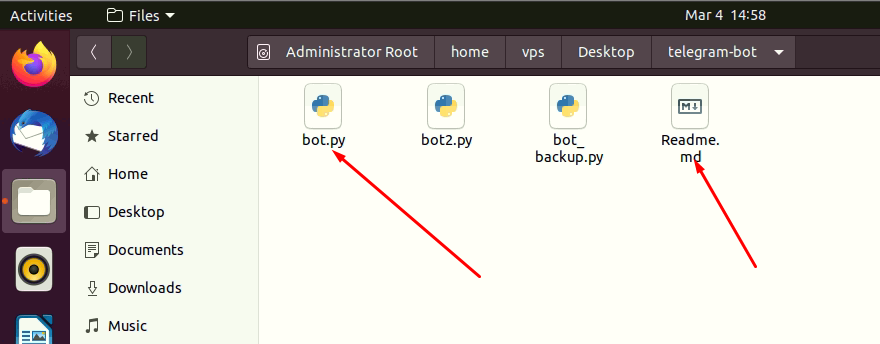 Activities Files Mar 4 14:58
Administrator Root home vps Desktop telegram-bot
Recent
Starred
Home
Desktop
Documents
Downloads
Music
bot.py bot2.py bot_ Readme.
backup.py md
M